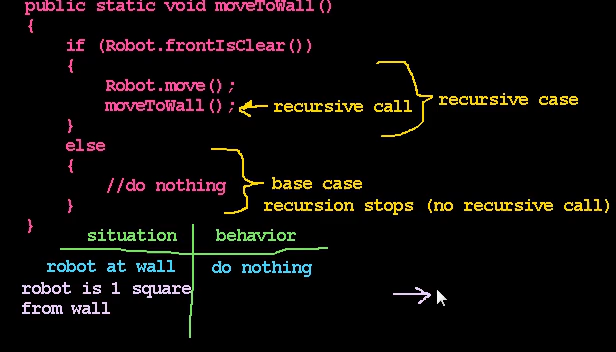 public static void moveToWall()
{
if (Robot.frontIsClear())
{
Robot.move();
moveToWall(); recursive call recursive case
}
else
{
//do nothing base case
} recursion stops (no recursive call)
}
situation behavior
robot at wall do nothing
robot is 1 square
from wall